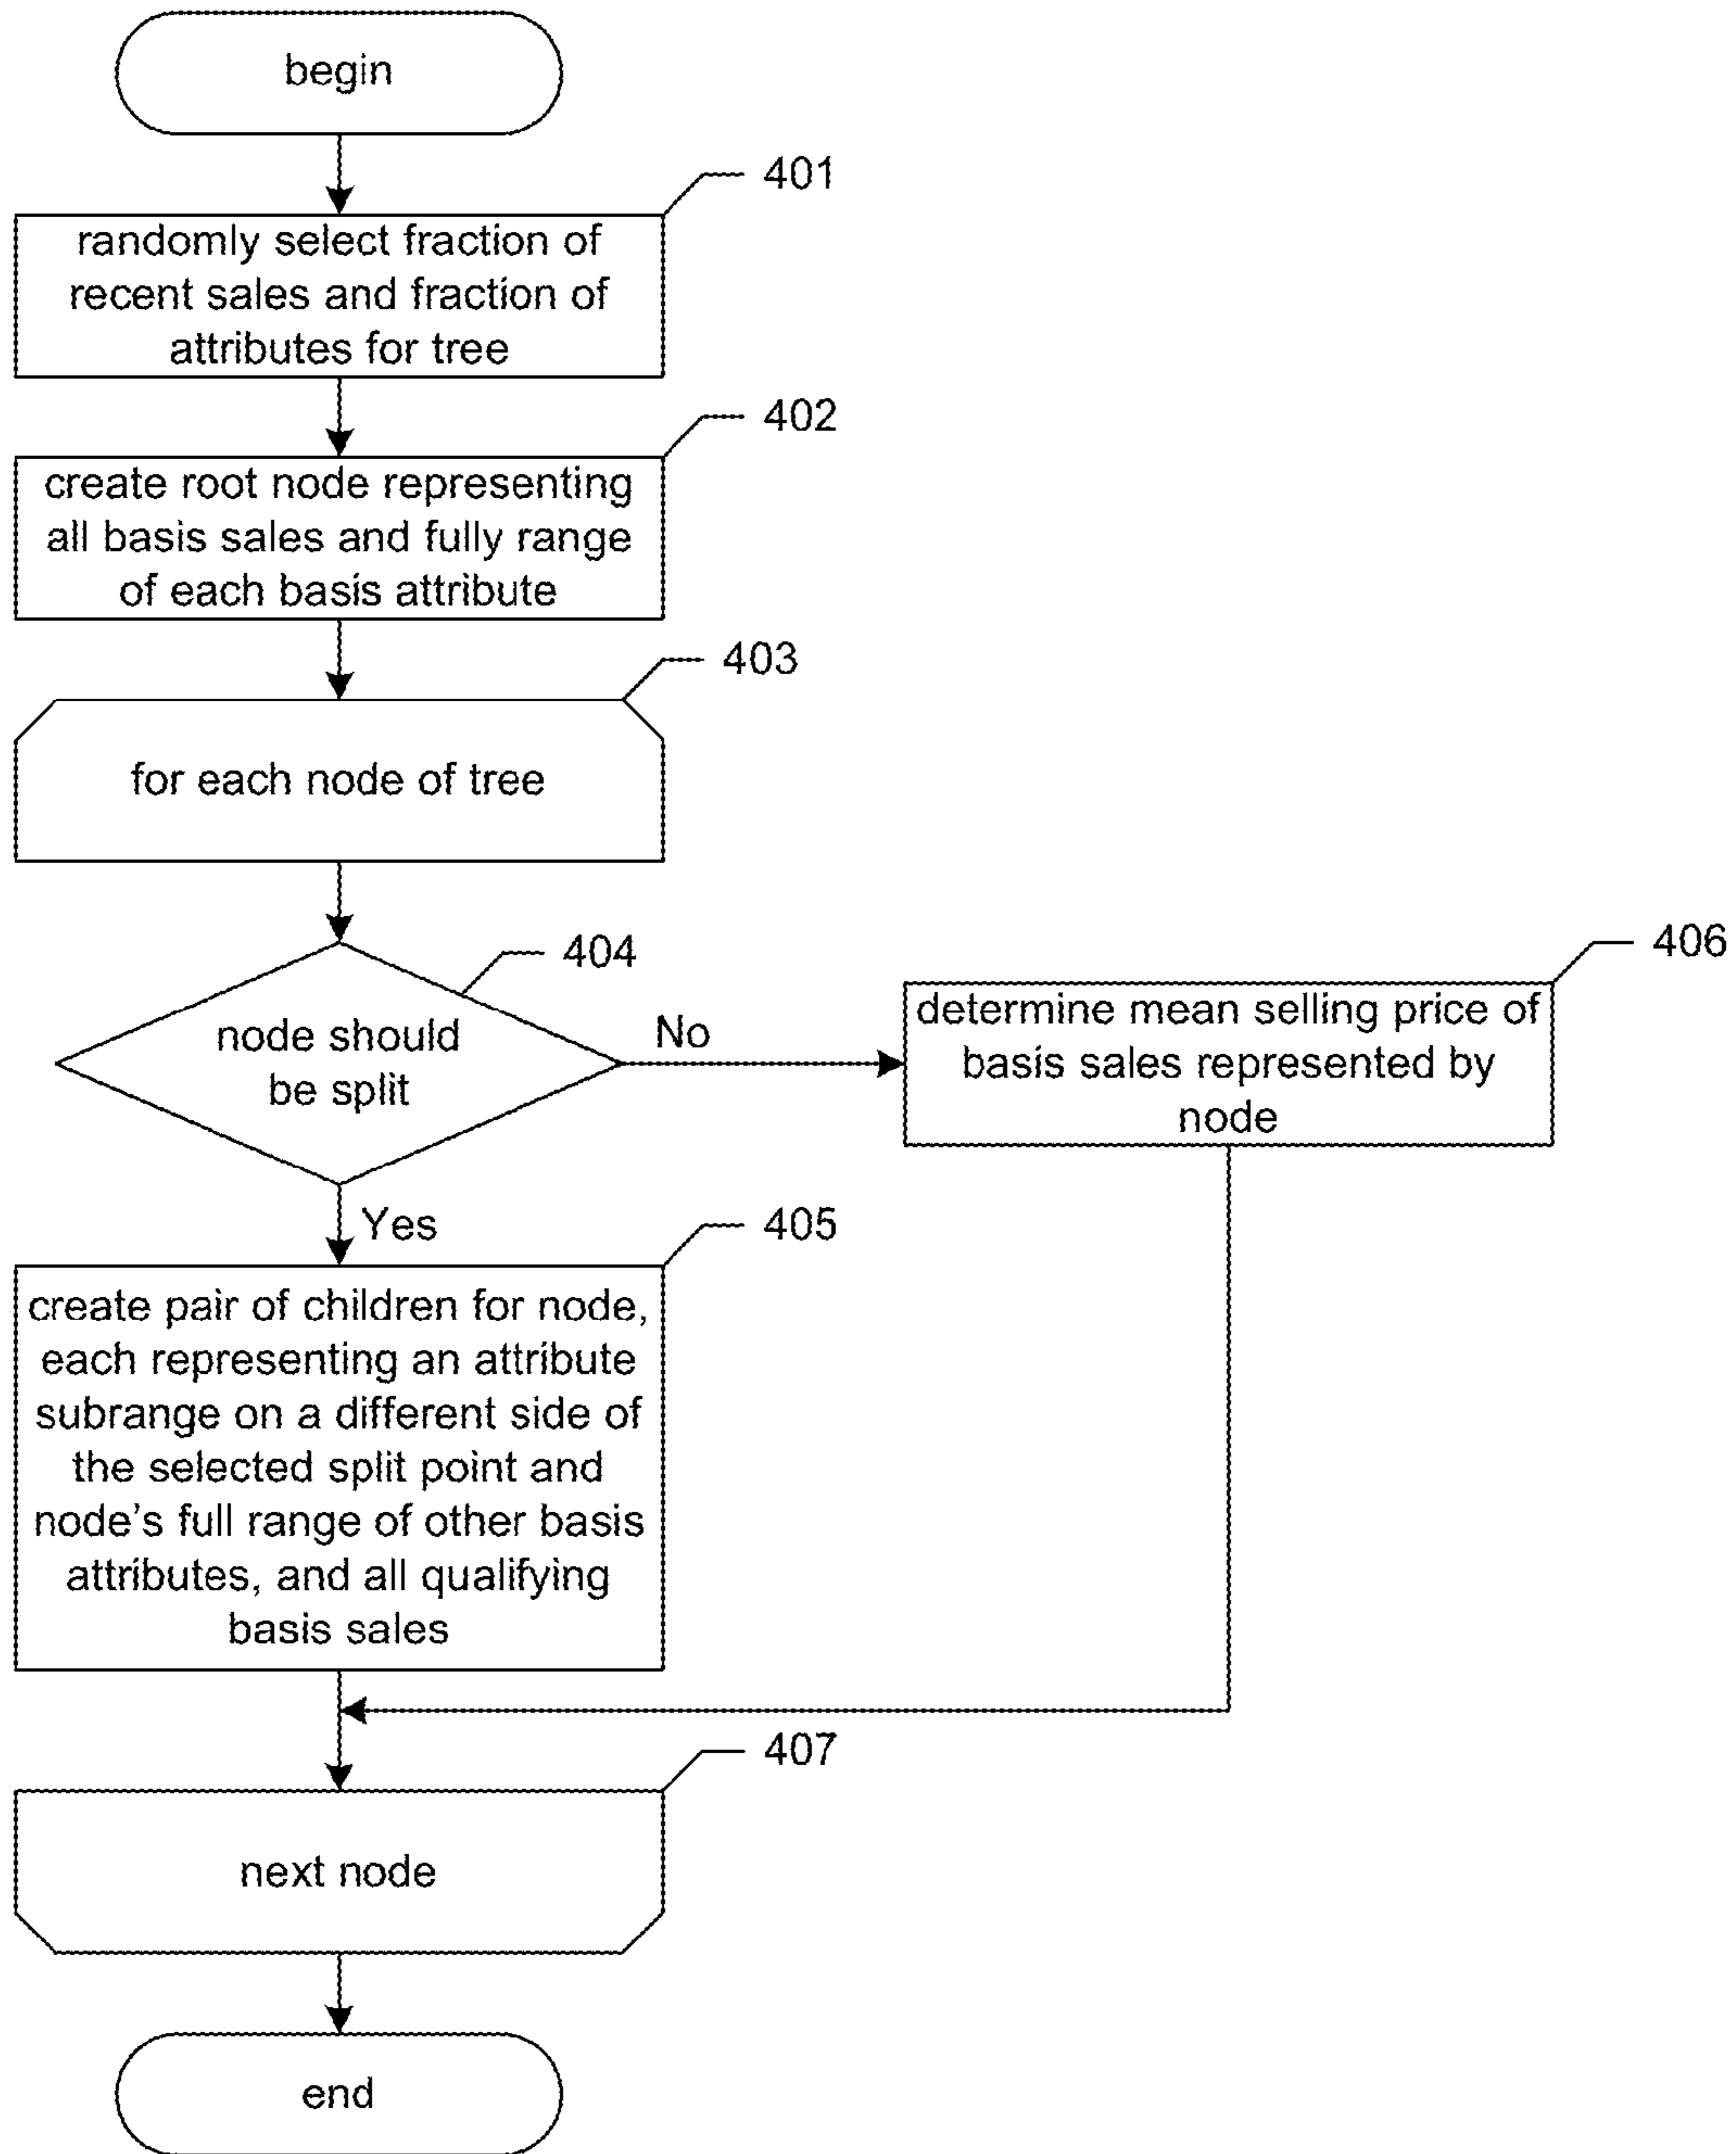 begin
401
randomly select fraction of
recent sales and fraction of
attributes for tree
402
create root node representing
all basis sales and fully range
of each basis attribute
403
for each node of tree
404
node should
be split
No
406
determine mean selling price of
basis sales represented by
node
Yes
405
create pair of children for node,
each representing an attribute
subrange on a different side of
the selected split point and
node's full range of other basis
attributes, and all qualifying
basis sales
407
next node
end